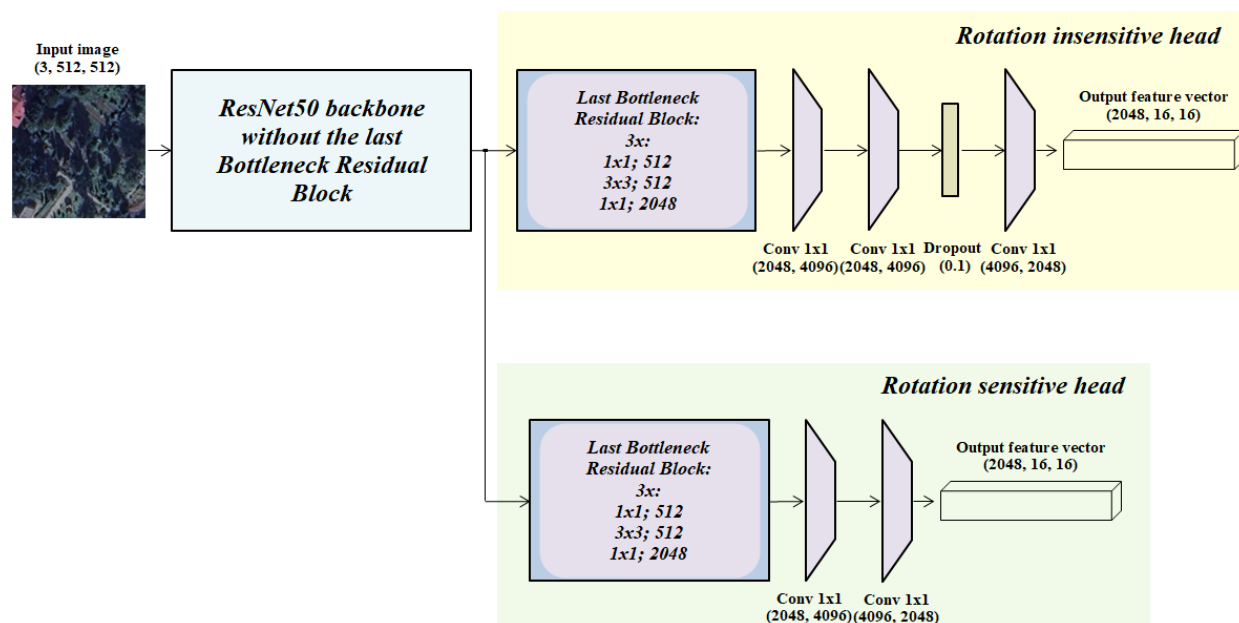 Input image
(3, 512, 512)
ResNet50 backbone
without the last
Bottleneck Residual
Block
Rotation insensitive head
Last Bottleneck
Residual Block:
3x:
1x1; 512
3x3; 512
1x1; 2048
Conv 1x1
(2048, 4096)
Conv 1x1
(2048, 4096)
Dropout
(0.1)
Conv 1x1
(4096, 2048)
Output feature vector
(2048, 16, 16)
Rotation sensitive head
Last Bottleneck
Residual Block:
3x:
1x1; 512
3x3; 512
1x1; 2048
Conv 1x1
(2048, 4096)
Conv 1x1
(4096, 2048)
Output feature vector
(2048, 16, 16)